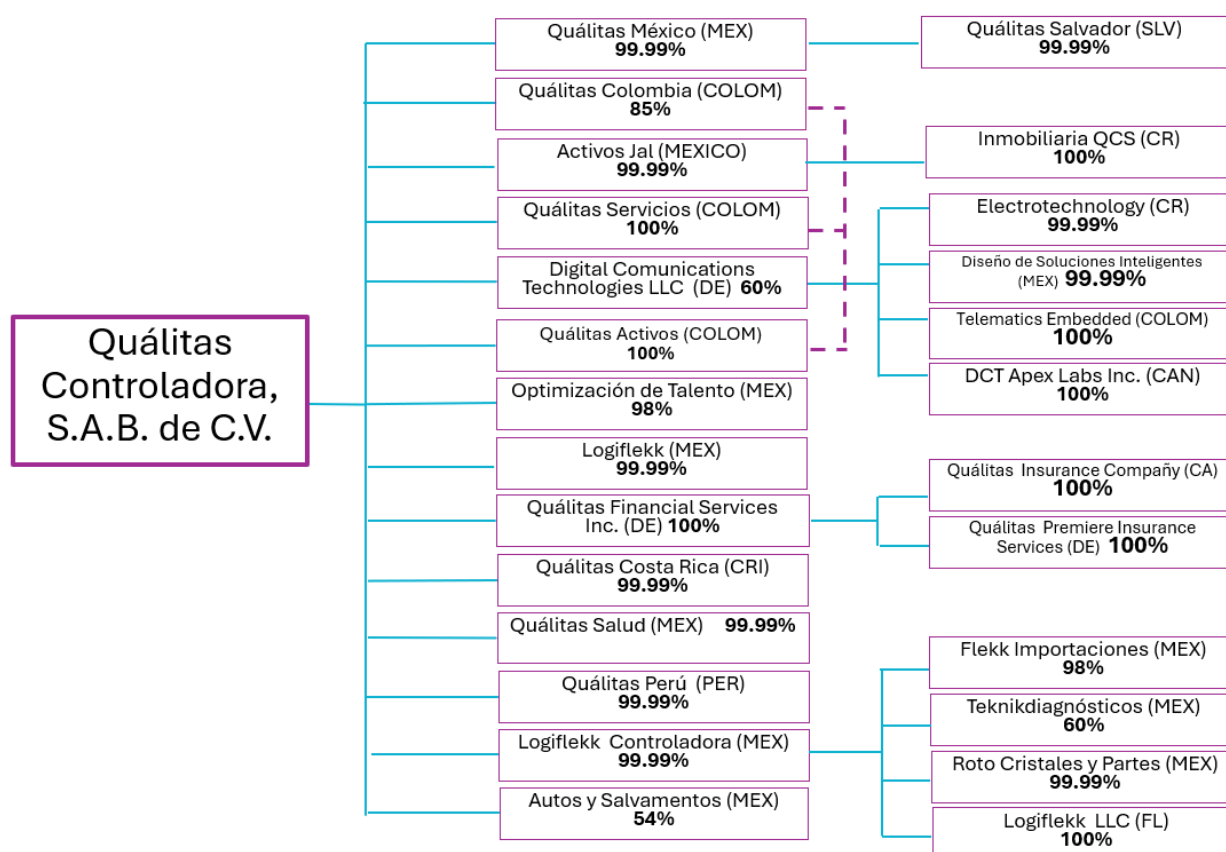 Quálitas
Controladora,
S.A.B. de C.V.
Quálitas México (MEX)
99.99%
Quálitas Colombia (COLOM)
85%
Activos Jal (MEXICO)
99.99%
Quálitas Servicios (COLOM)
100%
Digital Comunications
Technologies LLC (DE) 60%
Quálitas Activos (COLOM)
100%
Optimización de Talento (MEX)
98%
Logiflekk (MEX)
99.99%
Quálitas Financial Services
Inc. (DE) 100%
Quálitas Costa Rica (CRI)
99.99%
Quálitas Salud (MEX) 99.99%
Quálitas Perú (PER)
99.99%
Logiflekk Controladora (MEX)
99.99%
Autos y Salvamentos (MEX)
54%
Quálitas Salvador (SLV)
99.99%
Inmobiliaria QCS (CR)
100%
Electrotechnology (CR)
99.99%
Diseño de Soluciones Inteligentes
(MEX) 99.99%
Telematics Embedded (COLOM)
100%
DCT Apex Labs Inc. (CAN)
100%
Quálitas Insurance Compañy (CA)
100%
Quálitas Premiere Insurance
Services (DE) 100%
Flekk Importaciones (MEX)
98%
Teknikdiagnósticos (MEX)
60%
Roto Cristales y Partes (MEX)
99.99%
Logiflekk LLC (FL)
100%